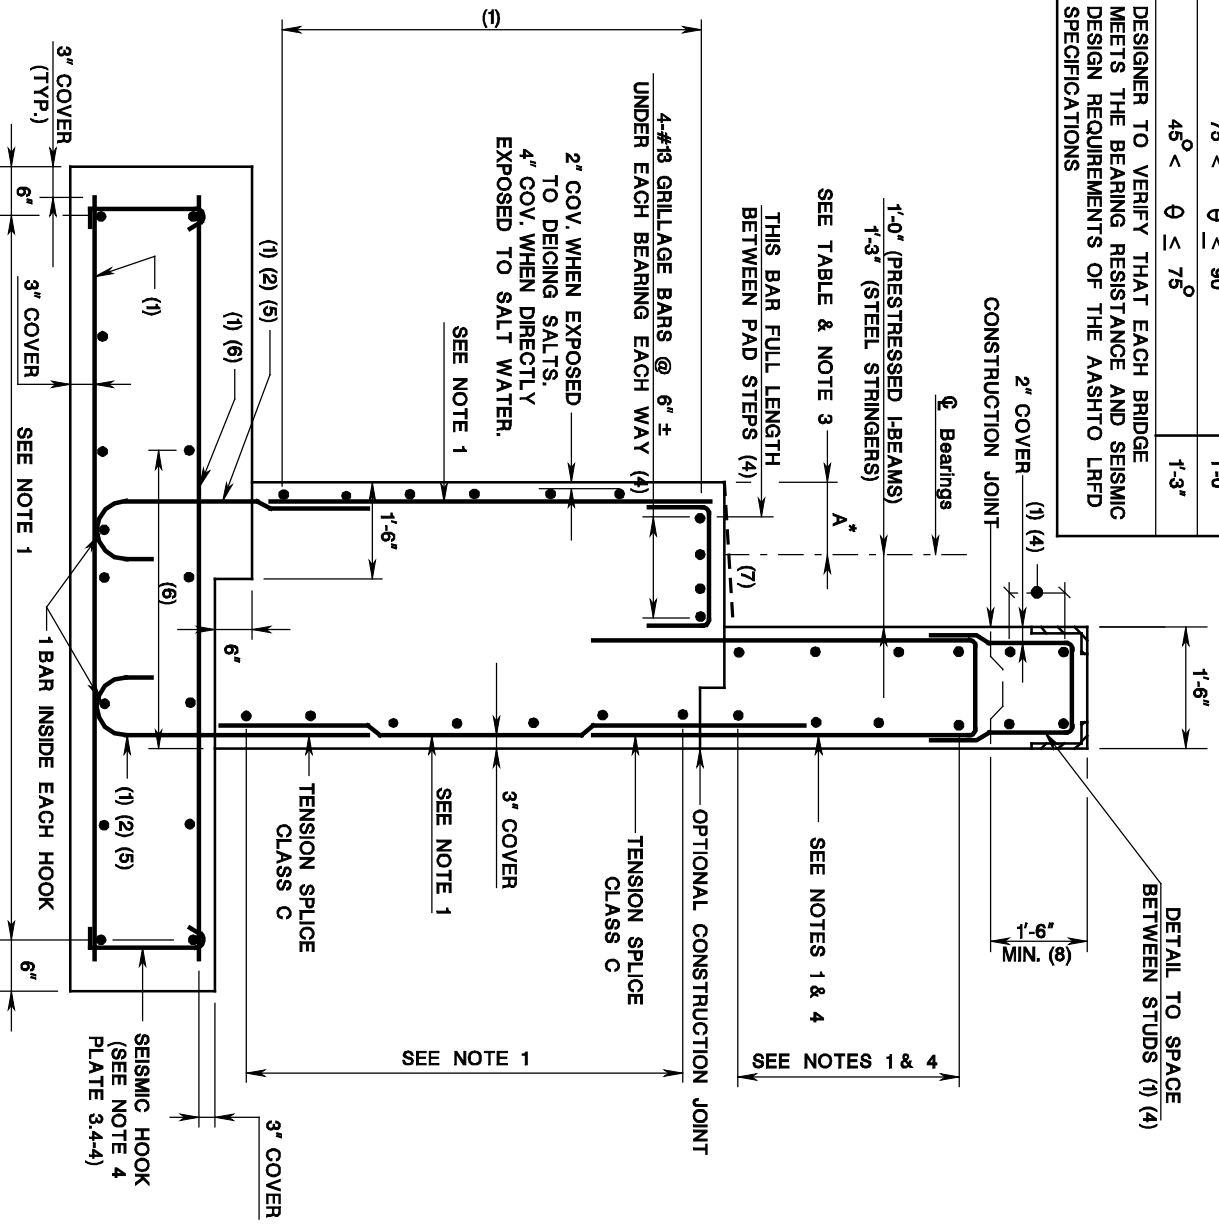 75° < θ ≤ 90°
1'-0"
45° < θ ≤ 75°
1'-3"
DESIGNER TO VERIFY THAT EACH BRIDGE
MEETS THE BEARING RESISTANCE AND SEISMIC
DESIGN REQUIREMENTS OF THE AASHTO LRFD
SPECIFICATIONS
1'-6"
DETAIL TO SPACE
BETWEEN STUDS (1) (4)
1'-6"
MIN. (8)
(1) (4)
2" COVER
CONSTRUCTION JOINT
℄ Bearings
1'-0" (PRESTRESSED I-BEAMS)
1'-3" (STEEL STRINGERS)
A*
SEE TABLE & NOTE 3
(7)
THIS BAR FULL LENGTH
BETWEEN PAD STEPS (4)
4-#13 GRILLAGE BARS @ 6" ±
UNDER EACH BEARING EACH WAY (4)
2" COV. WHEN EXPOSED
TO DEICING SALTS.
4" COV. WHEN DIRECTLY
EXPOSED TO SALT WATER.
SEE NOTE 1
(1)
SEE NOTES 1 & 4
SEE NOTES 1 & 4
OPTIONAL CONSTRUCTION JOINT
TENSION SPLICE
CLASS C
3" COVER
SEE NOTE 1
SEE NOTE 1
TENSION SPLICE
CLASS C
1'-6"
6"
(1) (2) (5)
(1) (6)
(1)
(6)
(1) (2) (5)
3" COVER
SEISMIC HOOK
(SEE NOTE 4
PLATE 3.4-4)
3" COVER
(TYP.)
6"
3" COVER
SEE NOTE 1
1 BAR INSIDE EACH HOOK
6"